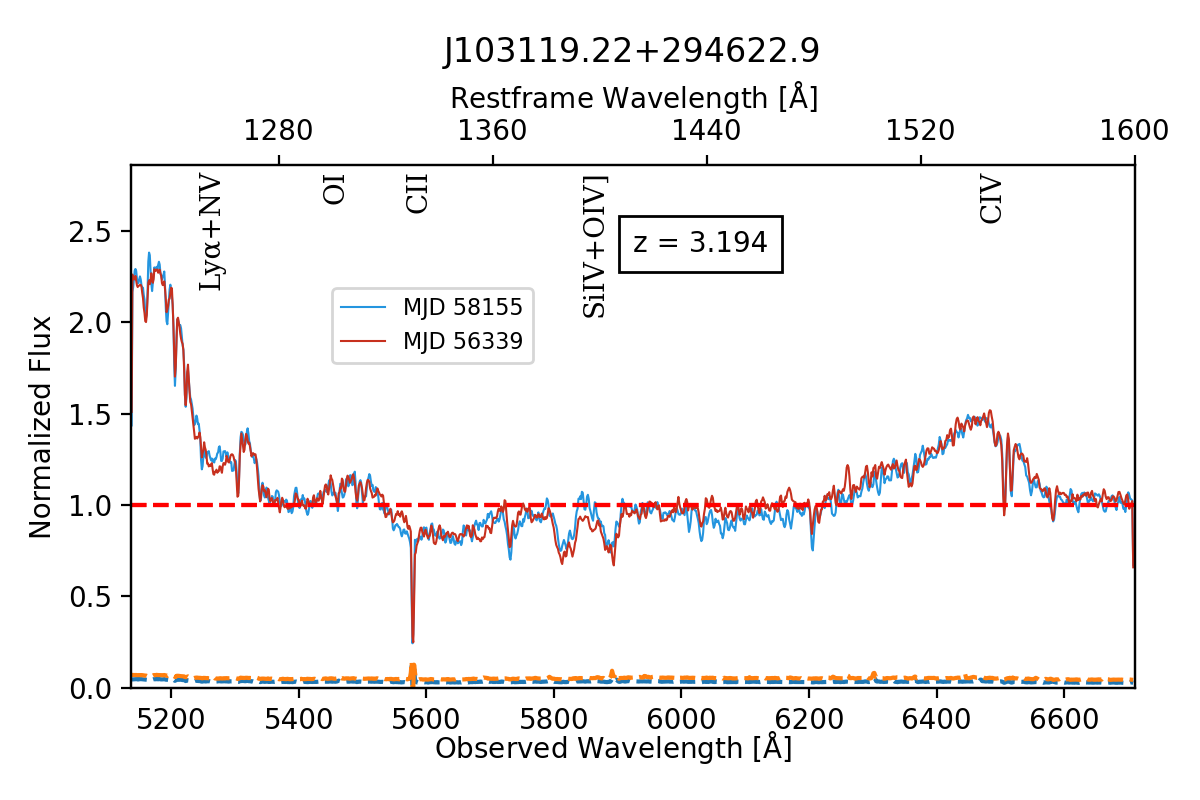 J103119.22+294622.9
Restframe Wavelength [Å]
1280 1360 1440 1520 1600
Lyα+NV
OI
CII
SiIV+OIV]
CIV
z = 3.194
MJD 58155
MJD 56339
Normalized Flux
2.5
2.0
1.5
1.0
0.5
0.0
5200 5400 5600 5800 6000 6200 6400 6600
Observed Wavelength [Å]